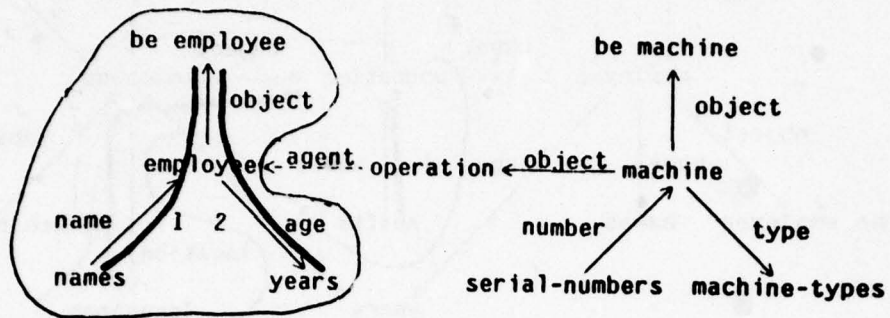 be employee be machine
object object
employee agent operation object machine
name 1 2 age number type
names years serial-numbers machine-types